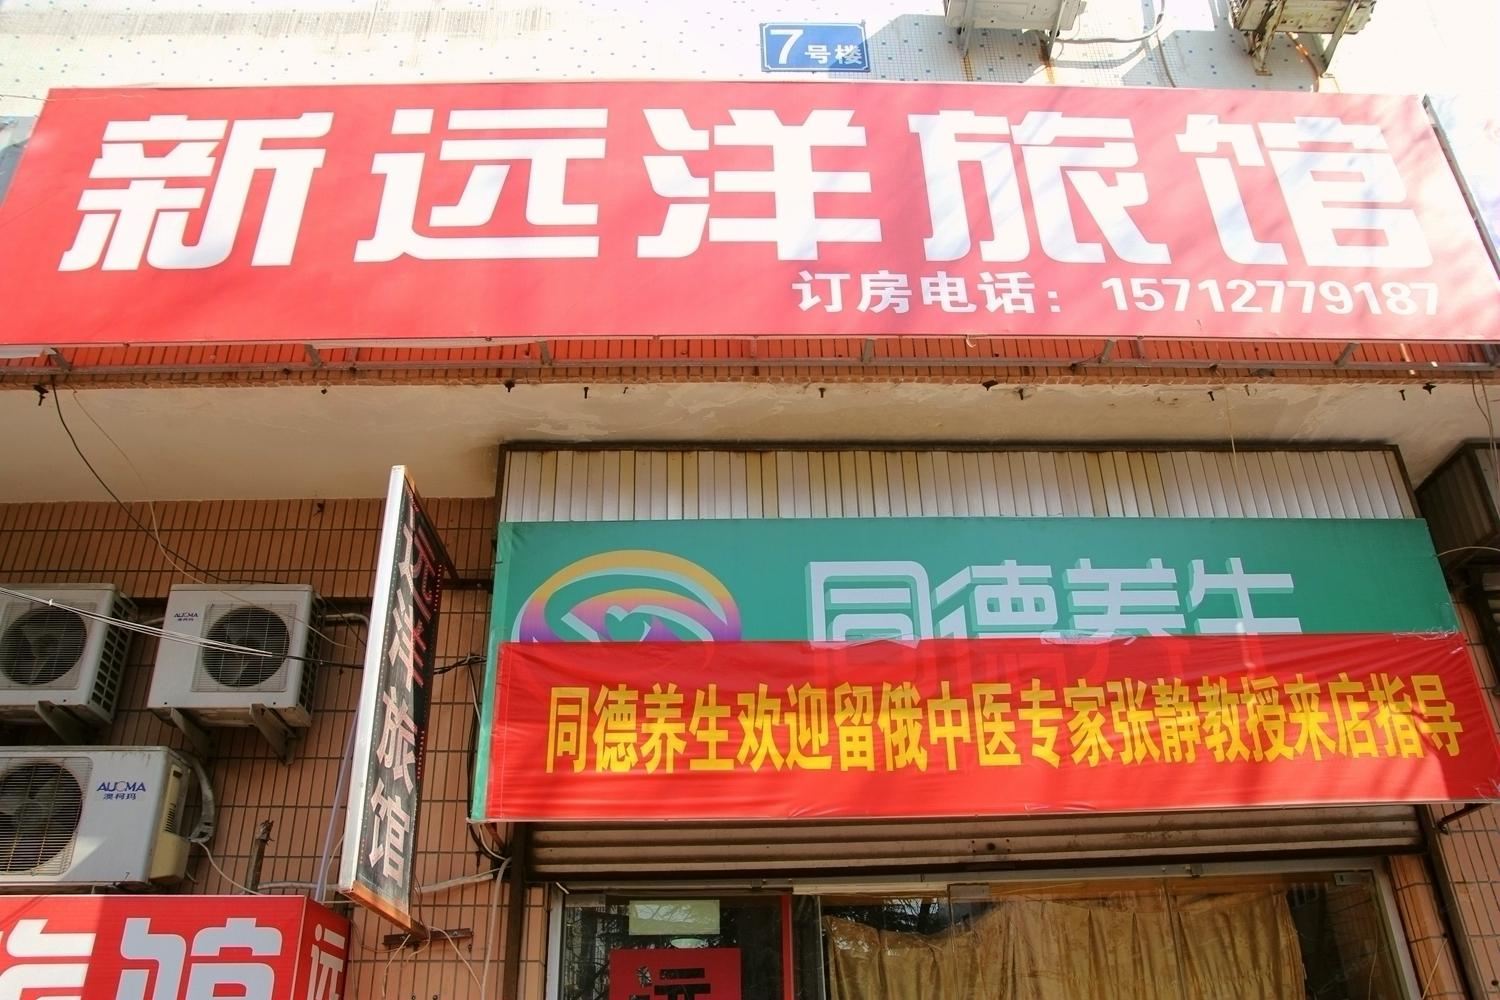 7号楼
新远洋旅馆
订房电话：15712779187
同德养生
同德养生欢迎留俄中医专家张静教授来店指导
远洋旅馆
AUCMA
澳柯玛
AUCMA
澳柯玛
旅馆